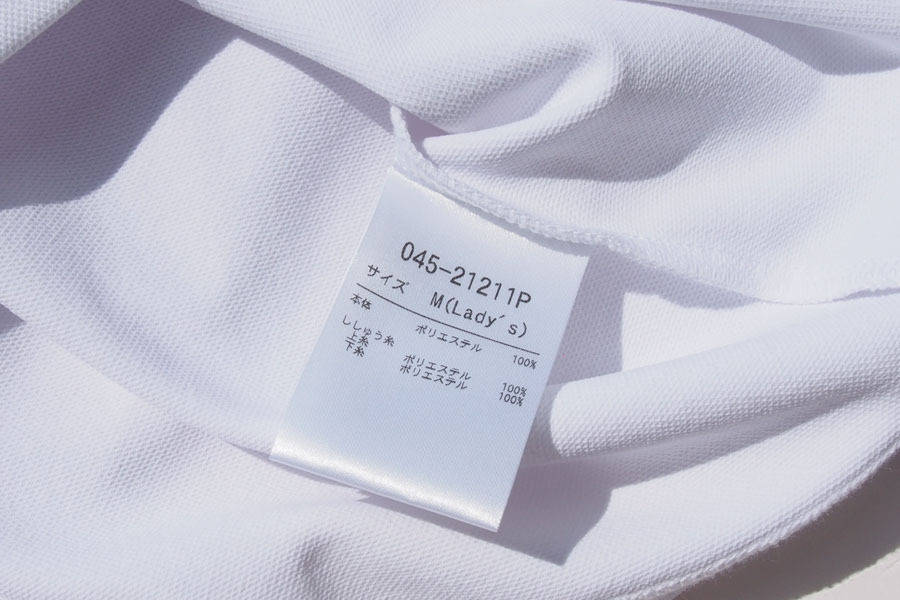 045-21211P
サイズ M(Lady's)
本体 ポリエステル 100%
ししゅう糸
上糸 ポリエステル 100%
下糸 ポリエステル 100%